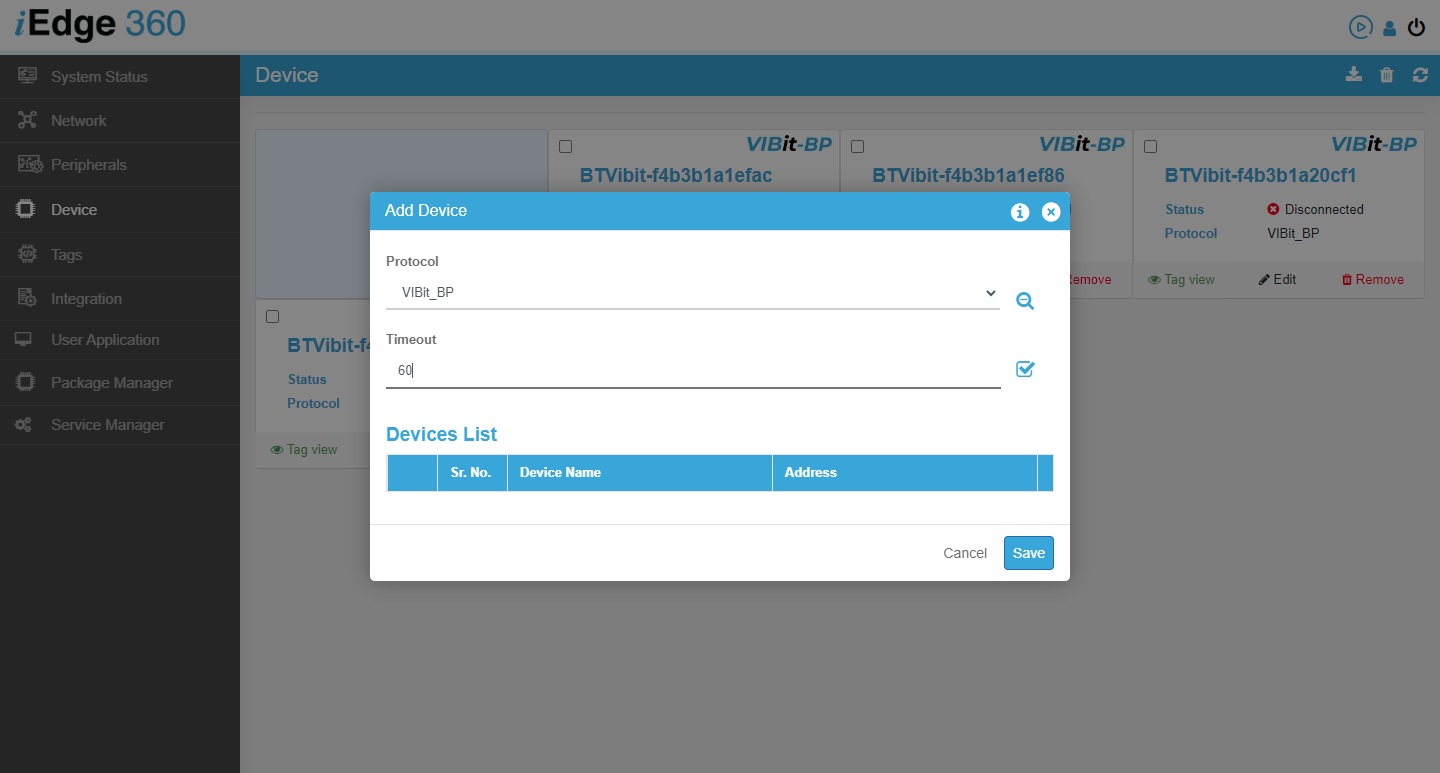 iEdge 360
System Status
Network
Peripherals
Device
Tags
Integration
User Application
Package Manager
Service Manager
Device
VIBit-BP
BTVibit-f4b3b1a1efac
VIBit-BP
BTVibit-f4b3b1a1ef86
VIBit-BP
BTVibit-f4b3b1a20cf1
Status Disconnected
Protocol VIBit_BP
Remove
Tag view Edit Remove
BTVibit-f4
Status
Protocol
Tag view
Add Device
Protocol
VIBit_BP
Timeout
60
Devices List
Sr. No. Device Name Address
Cancel Save